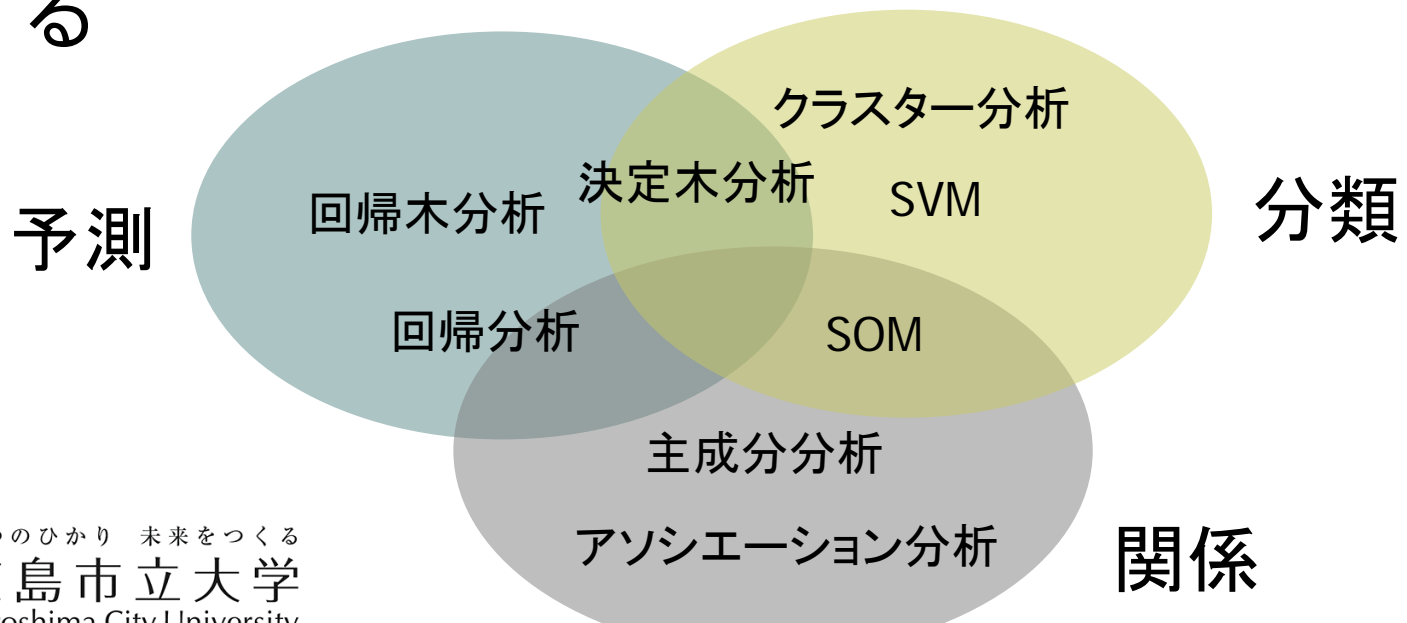 る
クラスター分析
決定木分析
SVM
回帰木分析
予測
分類
回帰分析
SOM
主成分分析
アソシエーション分析
関係
のひかり 未来をつくる
島市立大学
oshima City University